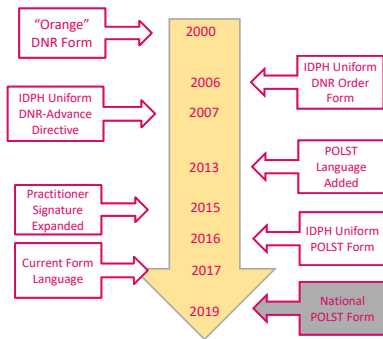 “Orange”
DNR Form
2000
2006
IDPH Uniform
DNR Order
Form
IDPH Uniform
DNR-Advance
Directive
2007
2013
POLST
Language
Added
Practitioner
Signature
Expanded
2015
2016
IDPH Uniform
POLST Form
Current Form
Language
2017
2019
National
POLST Form